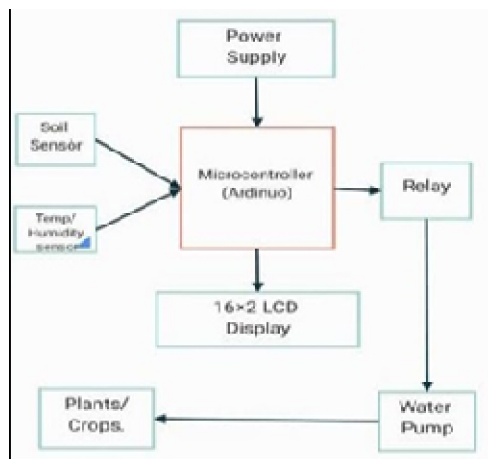 Power
Supply
Soil
Sensor
Microcontroller
(Ardinuo)
Relay
Temp/
Humidity
sensor
16×2 LCD
Display
Plants/
Crops.
Water
Pump